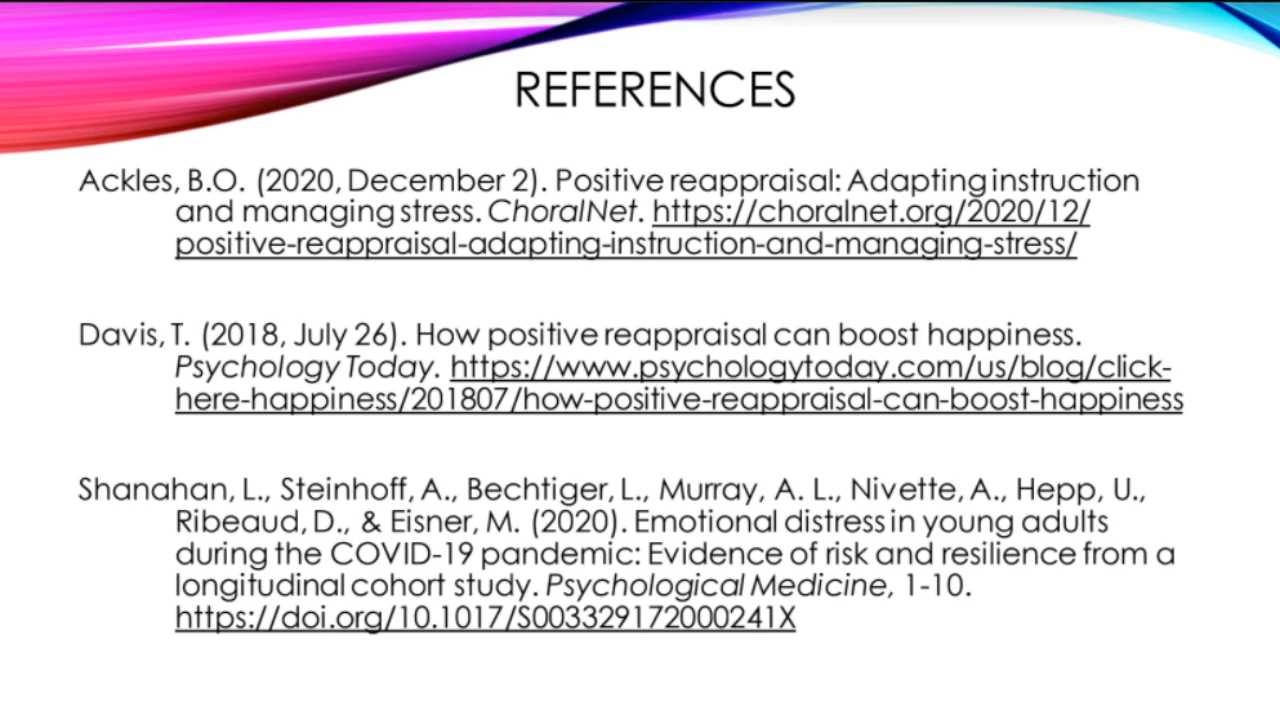 REFERENCES
Ackles, B.O. (2020, December 2). Positive reappraisal: Adapting instruction
and managing stress. ChoralNet. https://choralnet.org/2020/12/
positive-reappraisal-adapting-instruction-and-managing-stress/
Davis, T. (2018, July 26). How positive reappraisal can boost happiness.
Psychology Today. https://www.psychologytoday.com/us/blog/click-
here-happiness/201807/how-positive-reappraisal-can-boost-happiness
Shanahan, L., Steinhoff, A., Bechtiger, L., Murray, A. L., Nivette, A., Hepp, U.,
Ribeaud, D., & Eisner, M. (2020). Emotional distress in young adults
during the COVID-19 pandemic: Evidence of risk and resilience from a
longitudinal cohort study. Psychological Medicine, 1-10.
https://doi.org/10.1017/S003329172000241X